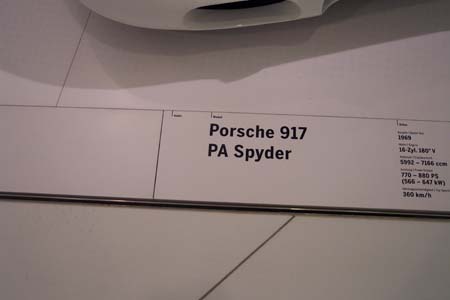 Porsche 917
PA Spyder
1969
16-Zyl. 180° V
5992 – 7166 ccm
770 – 880 PS
(566 – 647 kW)
360 km/h